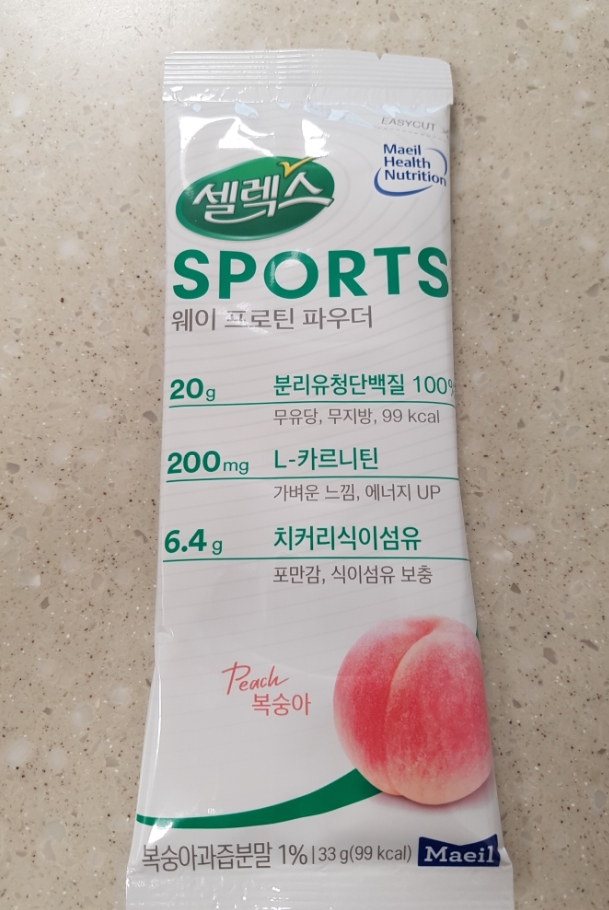 EASYCUT
Maeil
Health
Nutrition
셀렉스
SPORTS
웨이 프로틴 파우더
20g 분리유청단백질 100%
무유당, 무지방, 99 kcal
200mg L-카르니틴
가벼운 느낌, 에너지 UP
6.4 g 치커리식이섬유
포만감, 식이섬유 보충
Peach
복숭아
복숭아과즙분말 1% | 33 g(99 kcal) Maeil